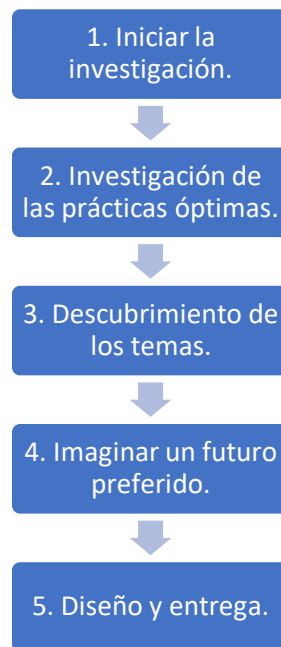 1. Iniciar la
investigación.
2. Investigación de
las prácticas óptimas.
3. Descubrimiento de
los temas.
4. Imaginar un futuro
preferido.
5. Diseño y entrega.